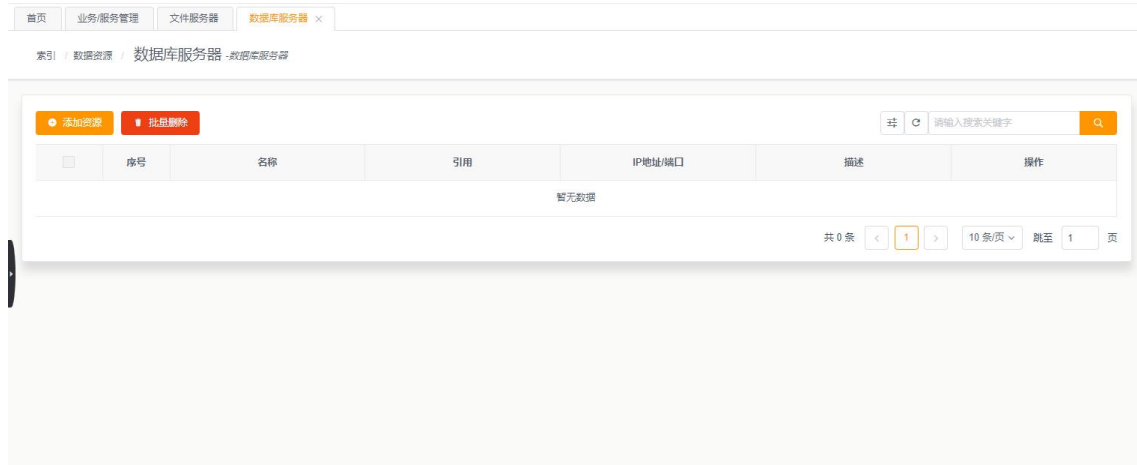 首页 业务/服务管理 文件服务器 数据库服务器 ×
索引 / 数据资源 / 数据库服务器 -数据库服务器
添加资源 批量删除 请输入搜索关键字
序号 名称 引用 IP地址/端口 描述 操作
暂无数据
共 0 条 < 1 > 10 条/页 跳至 1 页